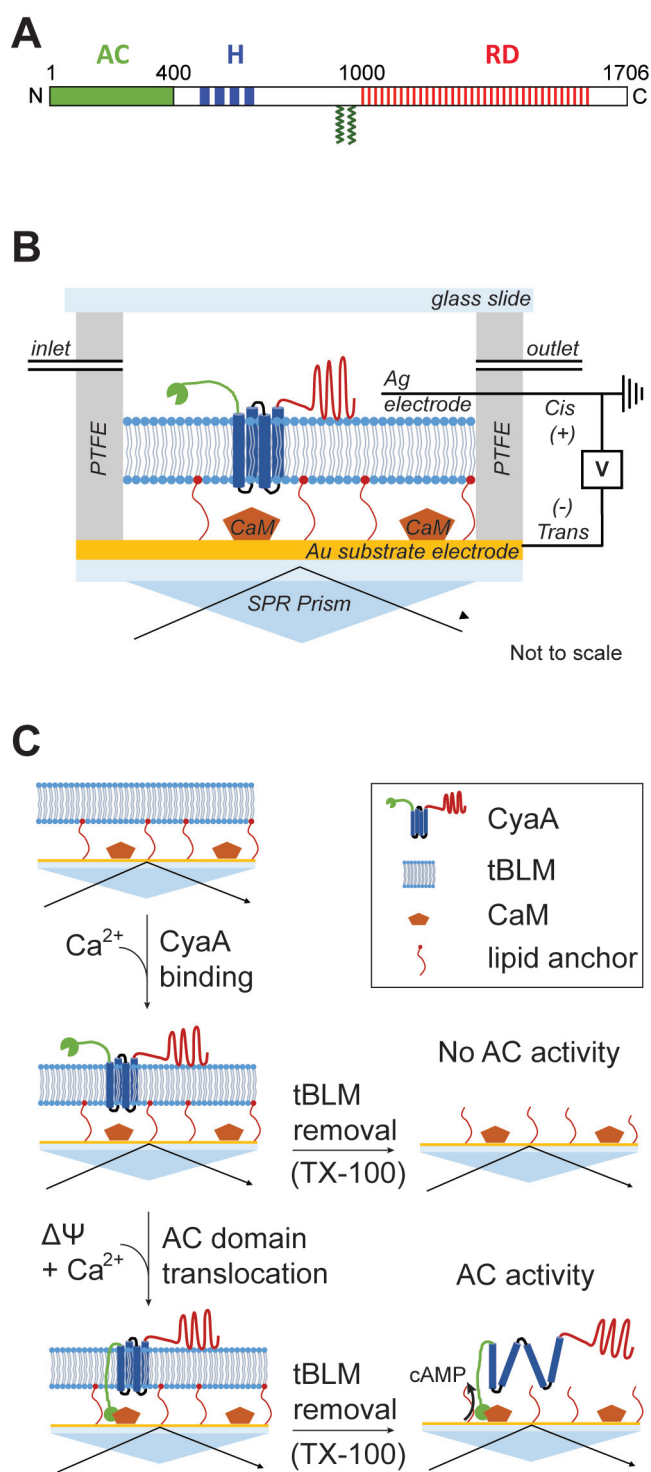 A
AC H RD
1 400 1000 1706
N C
B
glass slide
inlet
outlet
Ag
electrode
Cis
(+)
PTFE
PTFE
V
(-)
Trans
CaM
CaM
Au substrate electrode
SPR Prism
Not to scale
C
CyaA
tBLM
CaM
lipid anchor
Ca2+
CyaA
binding
No AC activity
tBLM
removal
(TX-100)
ΔΨ
+ Ca2+
AC domain
translocation
AC activity
cAMP
tBLM
removal
(TX-100)